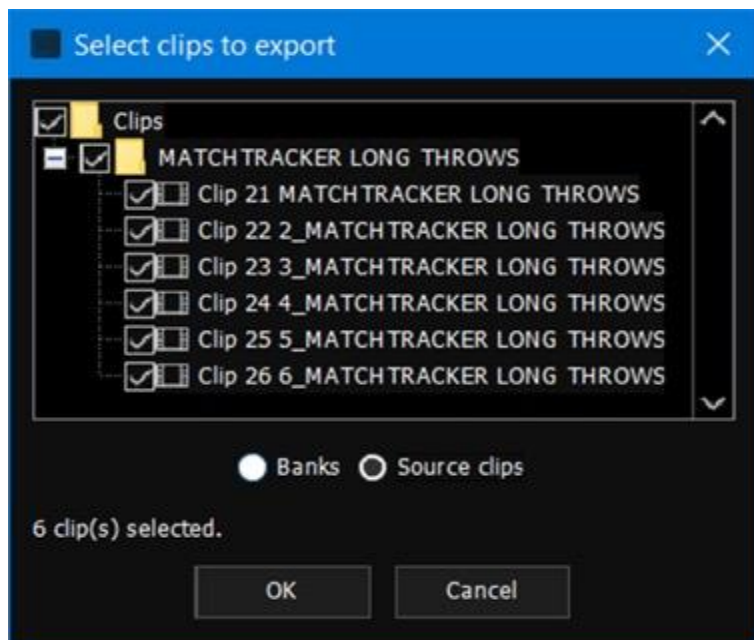 Select clips to export
Clips
MATCHTRACKER LONG THROWS
Clip 21 MATCHTRACKER LONG THROWS
Clip 22 2_MATCHTRACKER LONG THROWS
Clip 23 3_MATCHTRACKER LONG THROWS
Clip 24 4_MATCHTRACKER LONG THROWS
Clip 25 5_MATCHTRACKER LONG THROWS
Clip 26 6_MATCHTRACKER LONG THROWS
Banks Source clips
6 clip(s) selected.
OK Cancel